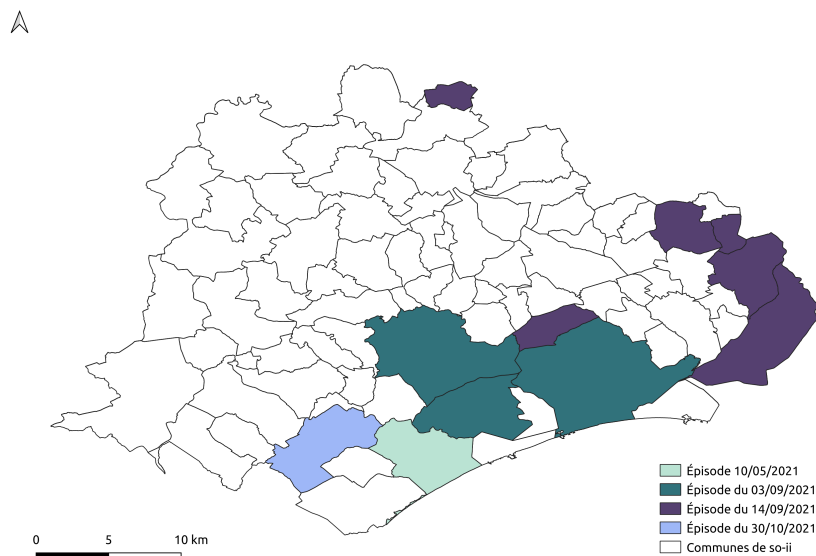 Épisode 10/05/2021
Épisode du 03/09/2021
Épisode du 14/09/2021
Épisode du 30/10/2021
Communes de so-ii
0 5 10 km